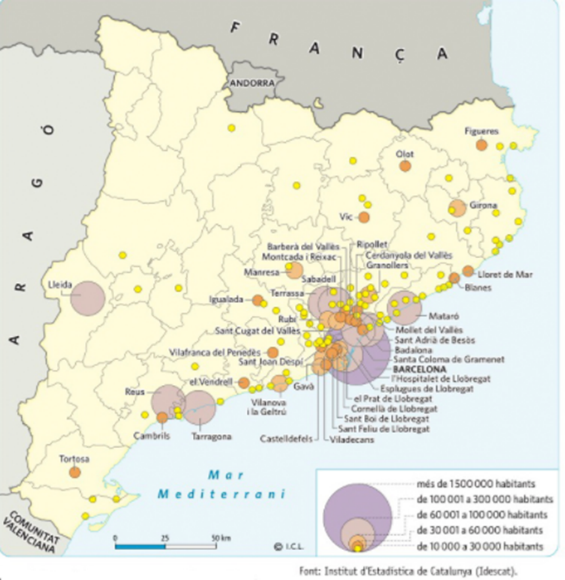 F R A N Ç A
ANDORRA
A R A G Ó
Figueres
Olot
Girona
Vic
Barberà del Vallès
Ripollet
Montcada i Reixac
Cerdanyola del Vallès
Granollers
Manresa
Sabadell
Lloret de Mar
Blanes
Lleida
Igualada
Terrassa
Mataró
Rubí
Sant Cugat del Vallès
Mollet del Vallès
Sant Adrià de Besòs
Badalona
Santa Coloma de Gramenet
BARCELONA
Vilafranca del Penedès
Sant Joan Despí
l'Hospitalet de Llobregat
Esplugues de Llobregat
el Prat de Llobregat
Cornellà de Llobregat
Sant Boi de Llobregat
Sant Feliu de Llobregat
Viladecans
Castelldefels
Gavà
Reus
el Vendrell
Vilanova
i la Geltrú
Cambrils
Tarragona
Tortosa
Mar
Mediterrani
COMUNITAT
VALENCIANA
0 25 50 km
© I.C.L.
més de 1 500 000 habitants
de 100 001 a 300 000 habitants
de 60 001 a 100 000 habitants
de 30 001 a 60 000 habitants
de 10 000 a 30 000 habitants
Font: Institut d'Estadística de Catalunya (Idescat).